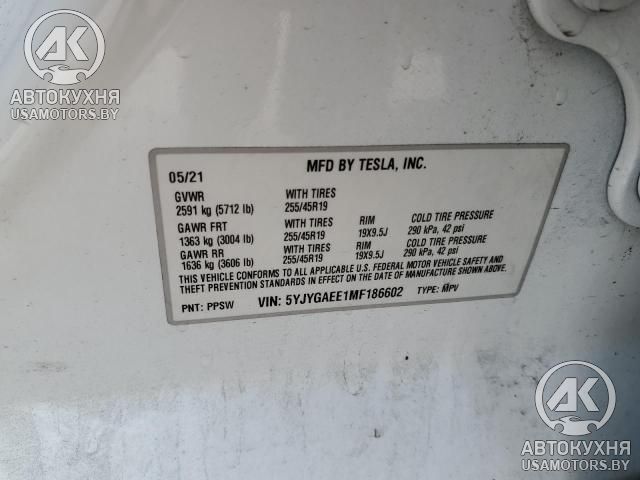 AK
АВТОКУХНЯ
USAMOTORS.BY
05/21
MFD BY TESLA, INC.
GVWR
2591 kg (5712 lb)
WITH TIRES
255/45R19
GAWR FRT
1363 kg (3004 lb)
WITH TIRES
255/45R19
RIM
19X9.5J
COLD TIRE PRESSURE
290 kPa, 42 psi
GAWR RR
1636 kg (3606 lb)
WITH TIRES
255/45R19
RIM
19X9.5J
COLD TIRE PRESSURE
290 kPa, 42 psi
THIS VEHICLE CONFORMS TO ALL APPLICABLE U.S. FEDERAL MOTOR VEHICLE SAFETY AND
THEFT PREVENTION STANDARDS IN EFFECT ON THE DATE OF MANUFACTURE SHOWN ABOVE.
PNT: PPSW
VIN: 5YJYGAEE1MF186602
TYPE: MPV
AK
АВТОКУХНЯ
USAMOTORS.BY